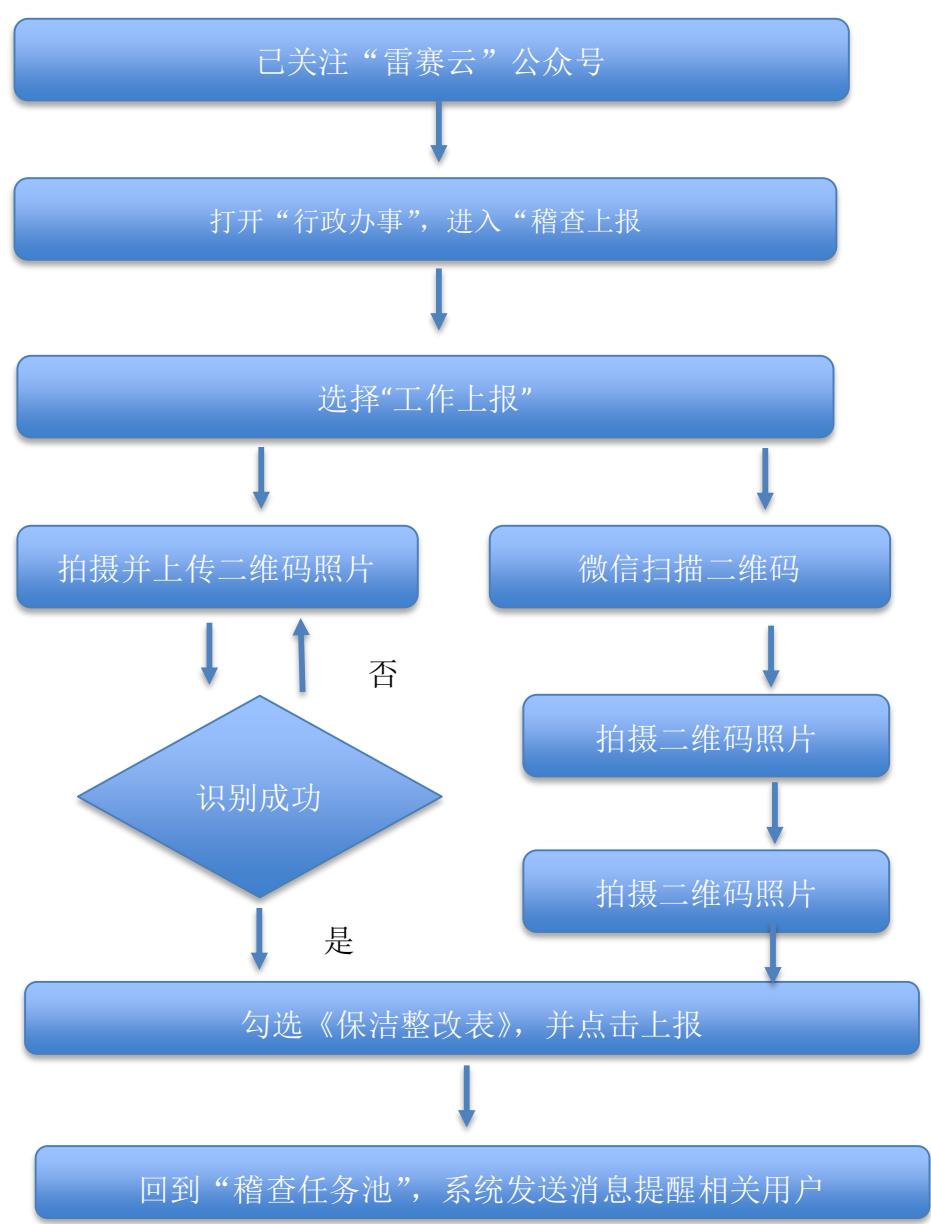 已关注“雷赛云”公众号
打开“行政办事”，进入“稽查上报
选择“工作上报”
拍摄并上传二维码照片
微信扫描二维码
否
拍摄二维码照片
识别成功
拍摄二维码照片
是
勾选《保洁整改表》，并点击上报
回到“稽查任务池”，系统发送消息提醒相关用户